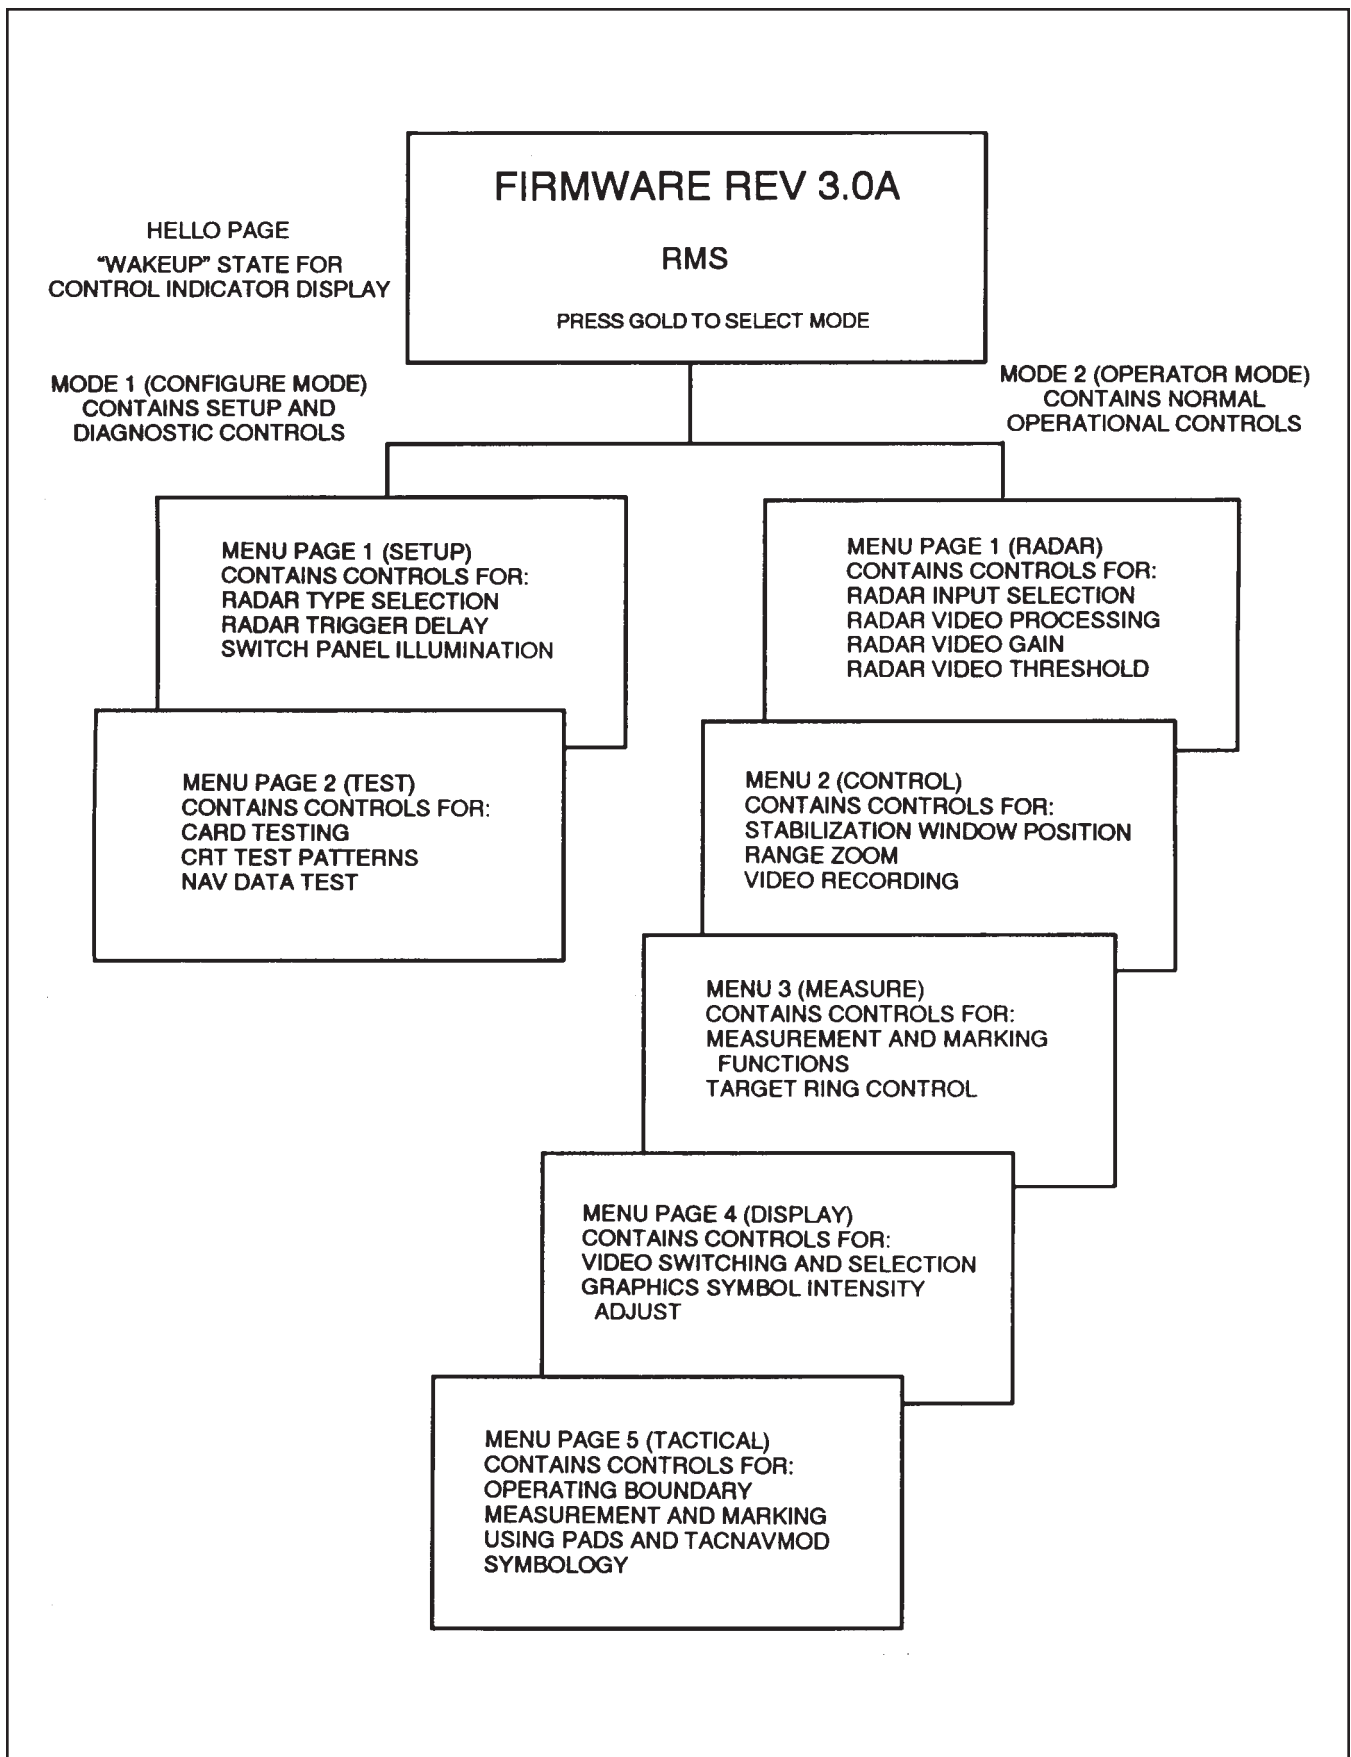 FIRMWARE REV 3.0A
RMS
PRESS GOLD TO SELECT MODE
HELLO PAGE
"WAKEUP" STATE FOR
CONTROL INDICATOR DISPLAY
MODE 1 (CONFIGURE MODE)
CONTAINS SETUP AND
DIAGNOSTIC CONTROLS
MODE 2 (OPERATOR MODE)
CONTAINS NORMAL
OPERATIONAL CONTROLS
MENU PAGE 1 (SETUP)
CONTAINS CONTROLS FOR:
RADAR TYPE SELECTION
RADAR TRIGGER DELAY
SWITCH PANEL ILLUMINATION
MENU PAGE 2 (TEST)
CONTAINS CONTROLS FOR:
CARD TESTING
CRT TEST PATTERNS
NAV DATA TEST
MENU PAGE 1 (RADAR)
CONTAINS CONTROLS FOR:
RADAR INPUT SELECTION
RADAR VIDEO PROCESSING
RADAR VIDEO GAIN
RADAR VIDEO THRESHOLD
MENU 2 (CONTROL)
CONTAINS CONTROLS FOR:
STABILIZATION WINDOW POSITION
RANGE ZOOM
VIDEO RECORDING
MENU 3 (MEASURE)
CONTAINS CONTROLS FOR:
MEASUREMENT AND MARKING
FUNCTIONS
TARGET RING CONTROL
MENU PAGE 4 (DISPLAY)
CONTAINS CONTROLS FOR:
VIDEO SWITCHING AND SELECTION
GRAPHICS SYMBOL INTENSITY
ADJUST
MENU PAGE 5 (TACTICAL)
CONTAINS CONTROLS FOR:
OPERATING BOUNDARY
MEASUREMENT AND MARKING
USING PADS AND TACNAVMOD
SYMBOLOGY